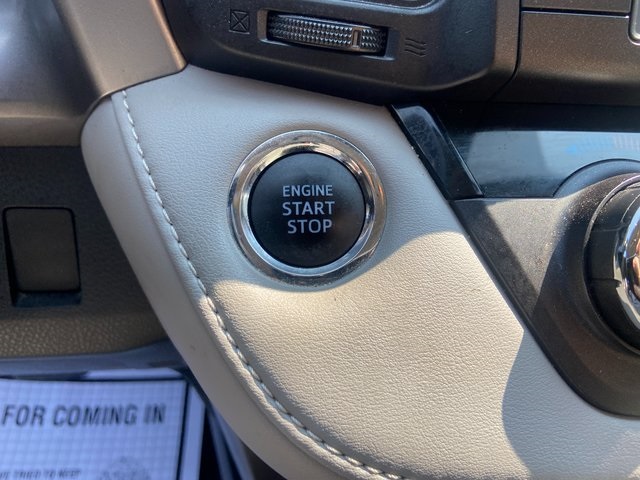 ENGINE
START
STOP
FOR COMING IN